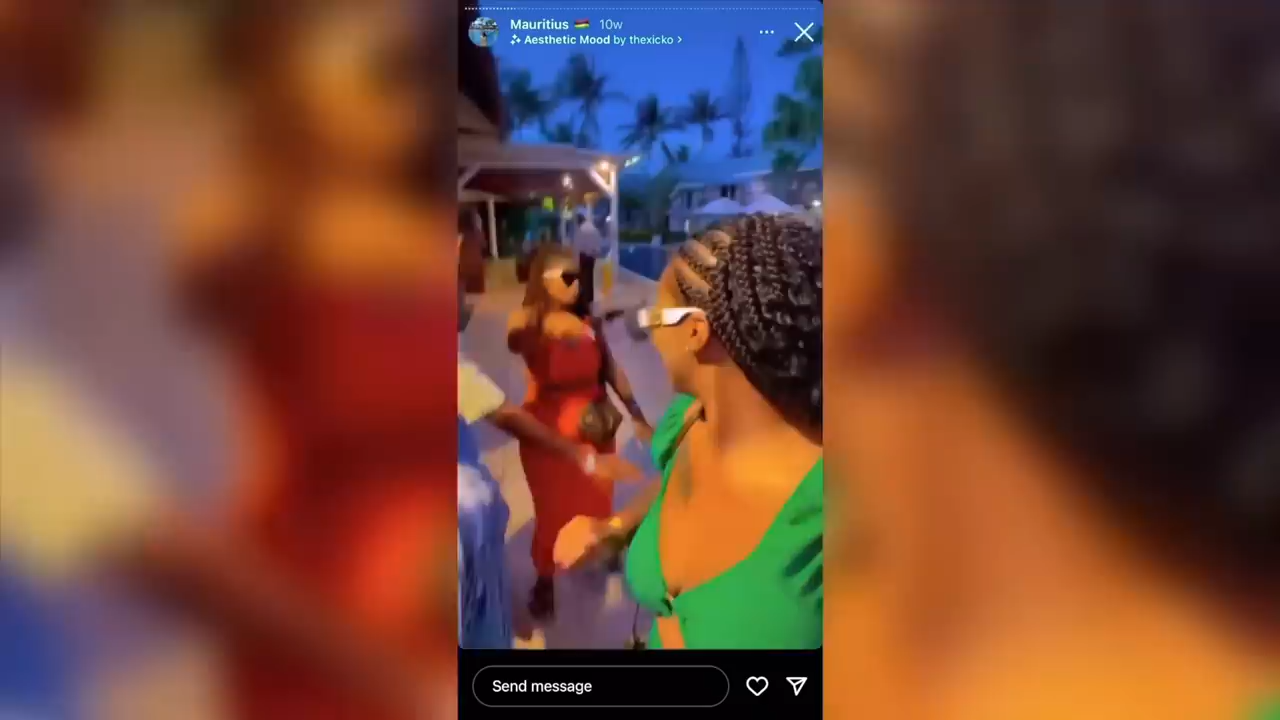 Mauritius 🇲🇺 10w
Aesthetic Mood by thexicko >
Send message